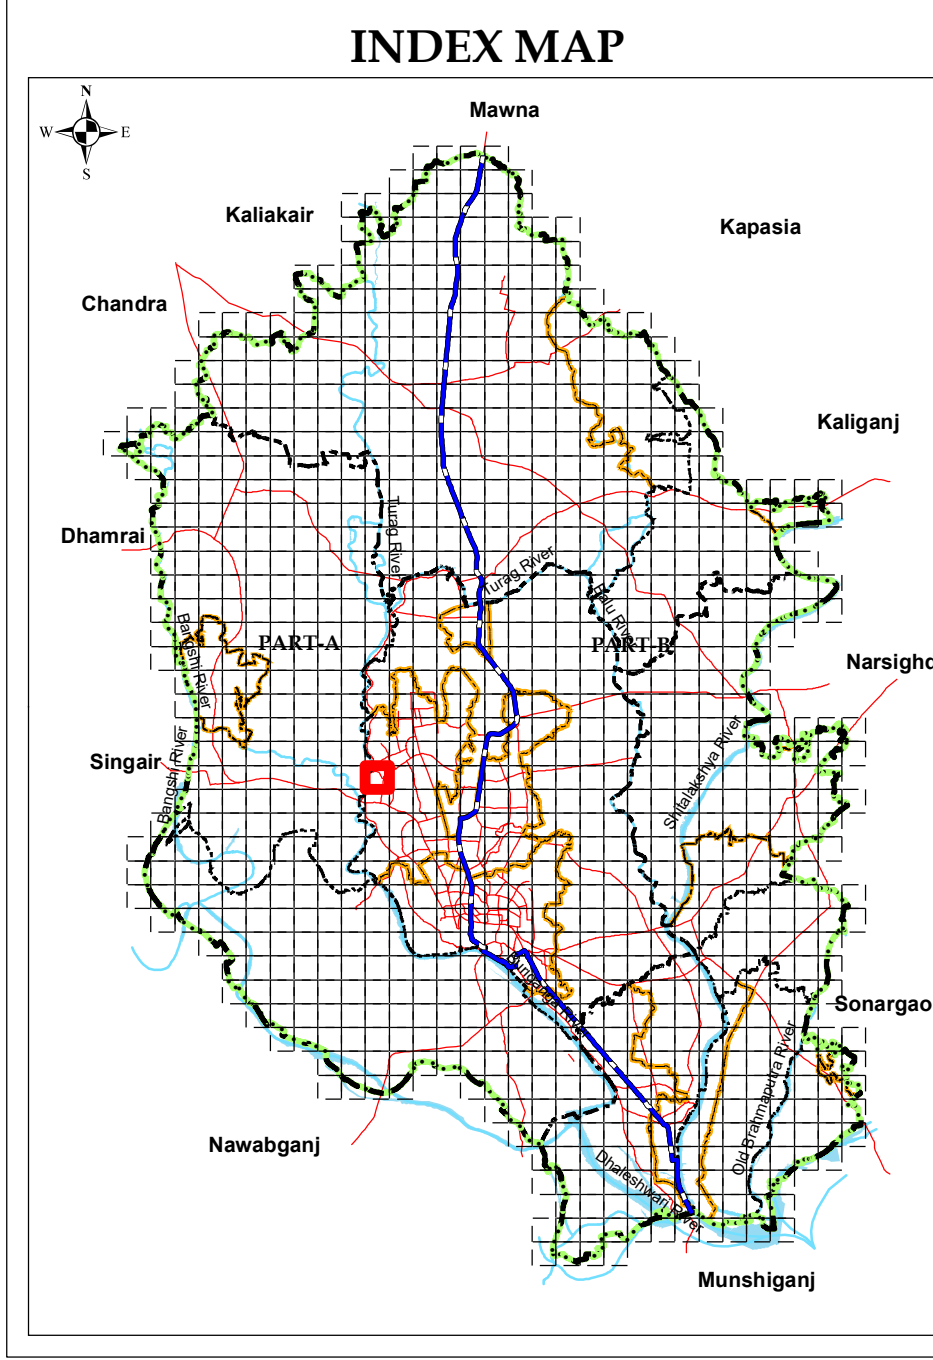 INDEX MAP
N
W E
S
Mawna
Kaliakair
Kapasia
Chandra
Kaliganj
Dhamrai
Turag River
Turag River
Balu River
Bangshi River
PART-A
PART-B
Narsighd
Shitalakshya River
Singair
Bangshi River
Buriganga River
Sonargao
Old Brahmaputra River
Nawabganj
Dhaleshwari River
Munshiganj